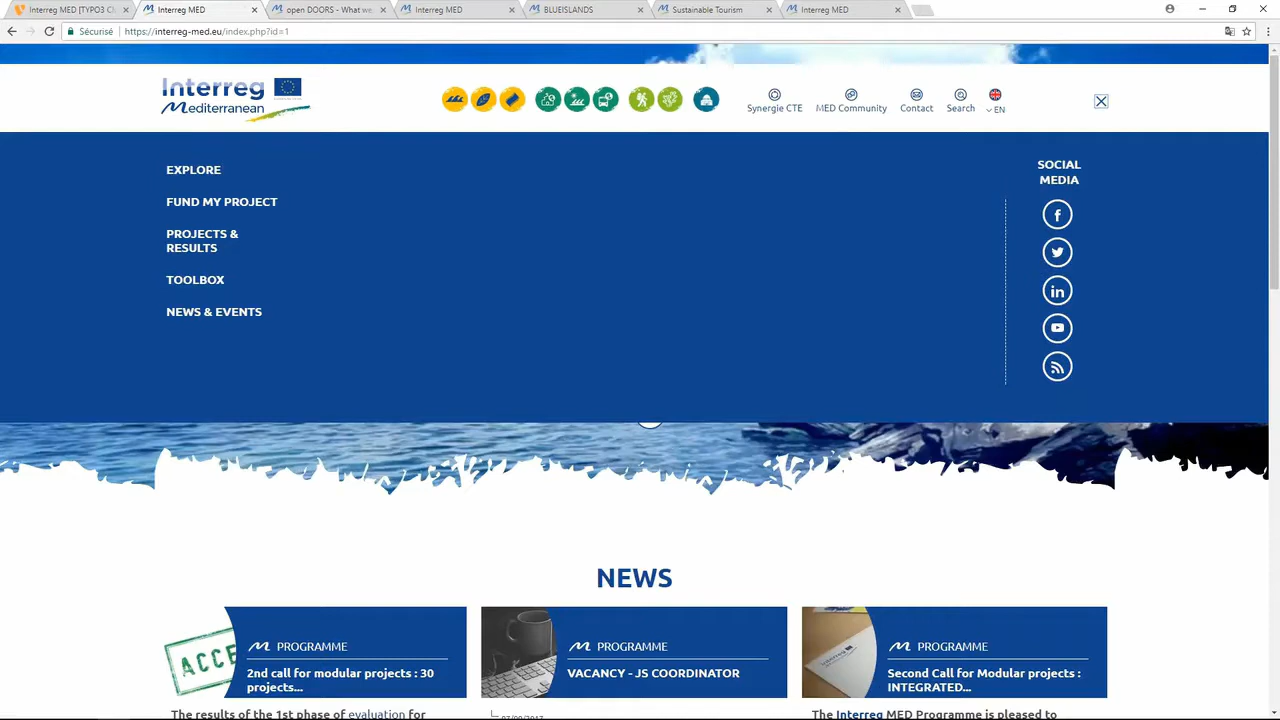 Interreg MED [TYPO3 C
Interreg MED
open DOORS - What we
Interreg MED
BLUEISLANDS
Sustainable Tourism
Interreg MED
Sécurisé
https://interreg-med.eu/index.php?id=1
Interreg
Mediterranean
Synergie CTE
MED Community
Contact
Search
EN
EXPLORE
FUND MY PROJECT
PROJECTS &
RESULTS
TOOLBOX
NEWS & EVENTS
SOCIAL
MEDIA
NEWS
ACCE
PROGRAMME
2nd call for modular projects : 30
projects...
PROGRAMME
VACANCY - JS COORDINATOR
PROGRAMME
Second Call for Modular projects :
INTEGRATED...
The results of the 1st phase of evaluation for
07/09/2017
The Interreg MED Programme is pleased to